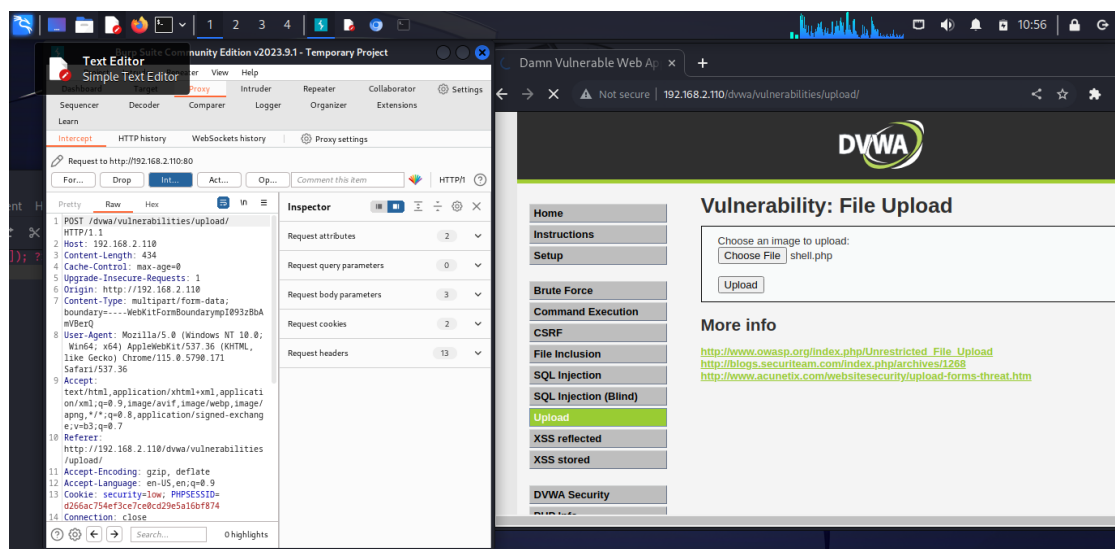 1 2 3 4
10:56
Burp Suite Community Edition v2023.9.1 - Temporary Project
Text Editor
Simple Text Editor
Repeater View Help
Dashboard Target Proxy Intruder Repeater Collaborator Settings
Sequencer Decoder Comparer Logger Organizer Extensions
Learn
Intercept HTTP history WebSockets history Proxy settings
Request to http://192.168.2.110:80
For... Drop Int... Act... Op... Comment this item HTTP/1
Pretty Raw Hex \n
1 POST /dvwa/vulnerabilities/upload/
HTTP/1.1
2 Host: 192.168.2.110
3 Content-Length: 434
4 Cache-Control: max-age=0
5 Upgrade-Insecure-Requests: 1
6 Origin: http://192.168.2.110
7 Content-Type: multipart/form-data;
boundary=----WebKitFormBoundarympI093zBbA
mVBerQ
8 User-Agent: Mozilla/5.0 (Windows NT 10.0;
Win64; x64) AppleWebKit/537.36 (KHTML,
like Gecko) Chrome/115.0.5790.171
Safari/537.36
9 Accept:
text/html,application/xhtml+xml,applicati
on/xml;q=0.9,image/avif,image/webp,image/
apng,*/*;q=0.8,application/signed-exchang
e;v=b3;q=0.7
10 Referer:
http://192.168.2.110/dvwa/vulnerabilities
/upload/
11 Accept-Encoding: gzip, deflate
12 Accept-Language: en-US,en;q=0.9
13 Cookie: security=low; PHPSESSID=
d266ac754ef3ce7ce0cd29e5a16bf874
14 Connection: close
Search... 0 highlights
Inspector
Request attributes 2
Request query parameters 0
Request body parameters 3
Request cookies 2
Request headers 13
Damn Vulnerable Web Ap
Not secure | 192.168.2.110/dvwa/vulnerabilities/upload/
DVWA
Home
Instructions
Setup
Brute Force
Command Execution
CSRF
File Inclusion
SQL Injection
SQL Injection (Blind)
Upload
XSS reflected
XSS stored
DVWA Security
PHP Info
Vulnerability: File Upload
Choose an image to upload:
Choose File shell.php
Upload
More info
http://www.owasp.org/index.php/Unrestricted_File_Upload
http://blogs.securiteam.com/index.php/archives/1268
http://www.acunetix.com/websitesecurity/upload-forms-threat.htm